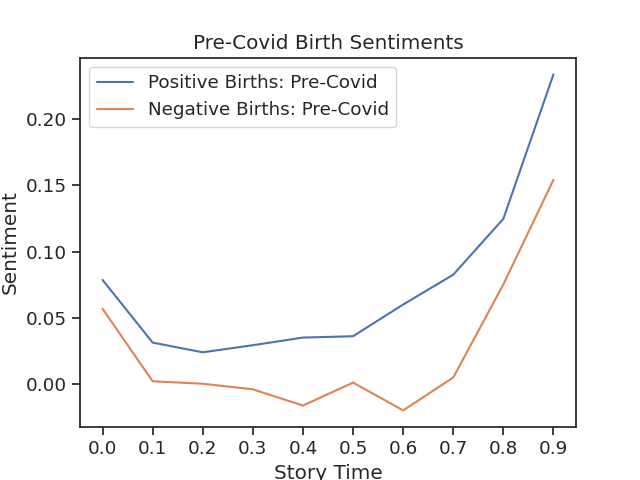 Pre-Covid Birth Sentiments
Positive Births: Pre-Covid
Negative Births: Pre-Covid
Sentiment
0.20
0.15
0.10
0.05
0.00
0.0 0.1 0.2 0.3 0.4 0.5 0.6 0.7 0.8 0.9
Story Time